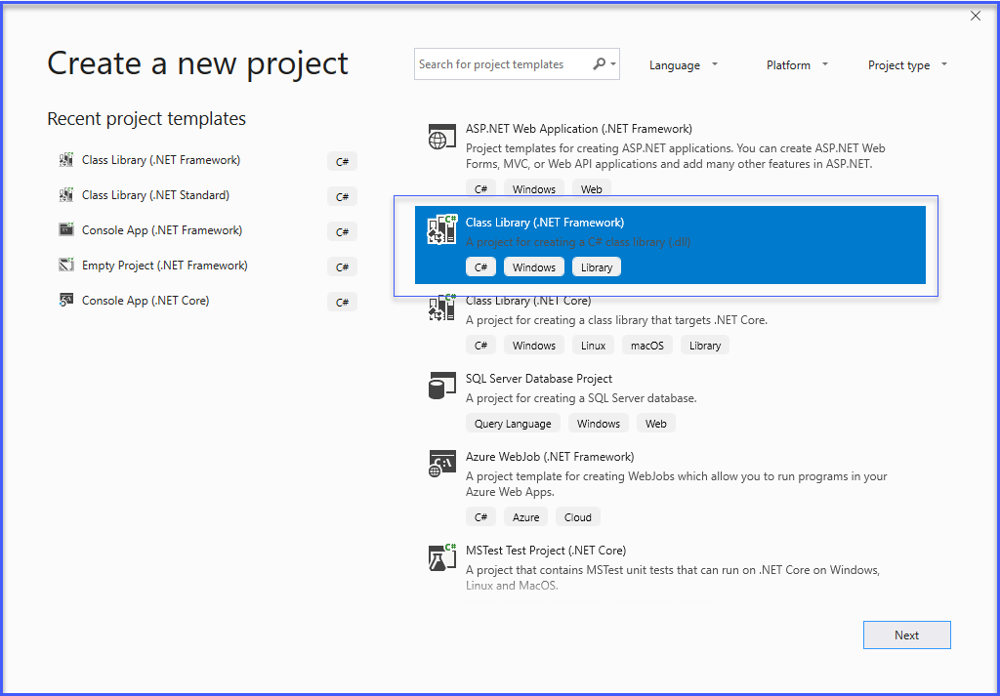 Create a new project
Search for project templates
Language
Platform
Project type
Recent project templates
Class Library (.NET Framework)
C#
Class Library (.NET Standard)
C#
Console App (.NET Framework)
C#
Empty Project (.NET Framework)
C#
Console App (.NET Core)
C#
ASP.NET Web Application (.NET Framework)
Project templates for creating ASP.NET applications. You can create ASP.NET Web
Forms, MVC, or Web API applications and add many other features in ASP.NET.
C# Windows Web
C#
Class Library (.NET Framework)
A project for creating a C# class library (.dll)
C# Windows Library
C#
Class Library (.NET Core)
A project for creating a class library that targets .NET Core.
C# Windows Linux macOS Library
SQL Server Database Project
A project for creating a SQL Server database.
Query Language Windows Web
Azure WebJob (.NET Framework)
A project template for creating WebJobs which allow you to run programs in your
Azure Web Apps.
C# Azure Cloud
C#
MSTest Test Project (.NET Core)
A project that contains MSTest unit tests that can run on .NET Core on Windows,
Linux and MacOS.
Next